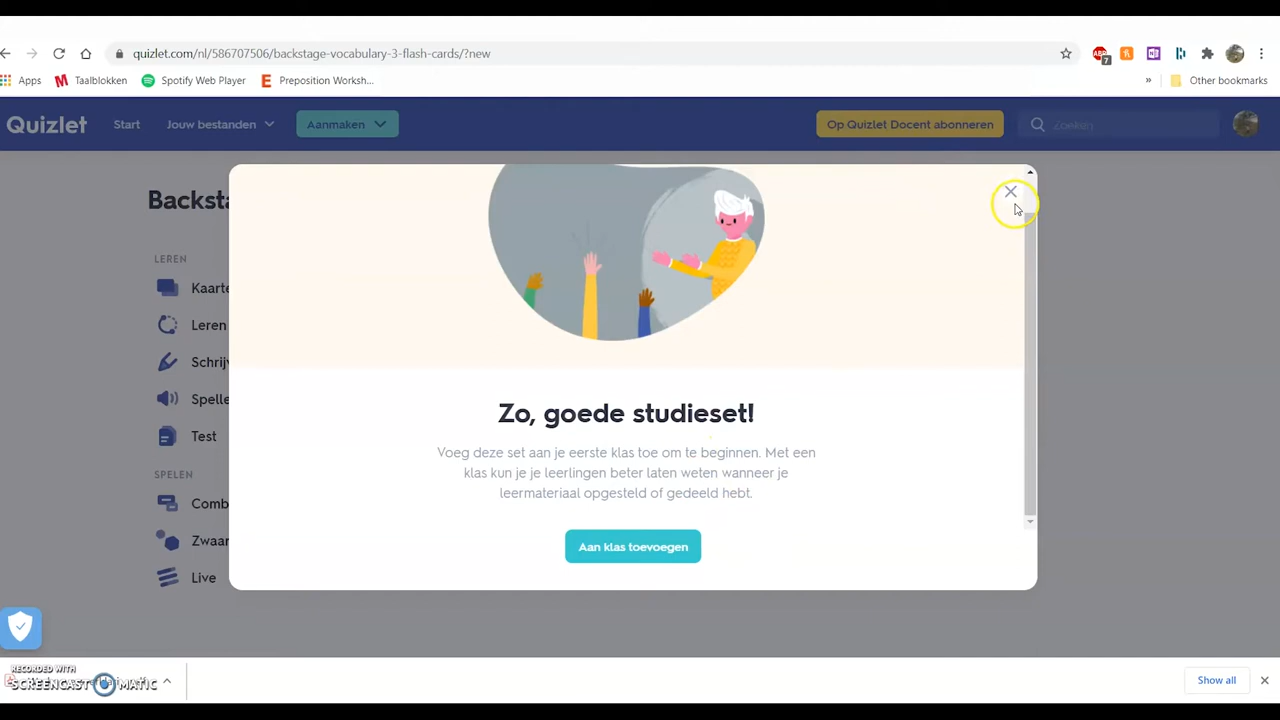 quizlet.com/nl/586707506/backstage-vocabulary-3-flash-cards/?new
7
Apps Taalblokken Spotify Web Player Preposition Worksh... » Other bookmarks
Quizlet Start Jouw bestanden Aanmaken Op Quizlet Docent abonneren Zoeken
Backsta
LEREN
Kaarte
Leren
Schrijv
Spelle
Test
SPELEN
Comb
Zwaar
Live
Zo, goede studieset!
Voeg deze set aan je eerste klas toe om te beginnen. Met een
klas kun je je leerlingen beter laten weten wanneer je
leermateriaal opgesteld of gedeeld hebt.
Aan klas toevoegen
RECORDED WITH
SCREENCAST MATIC
Show all